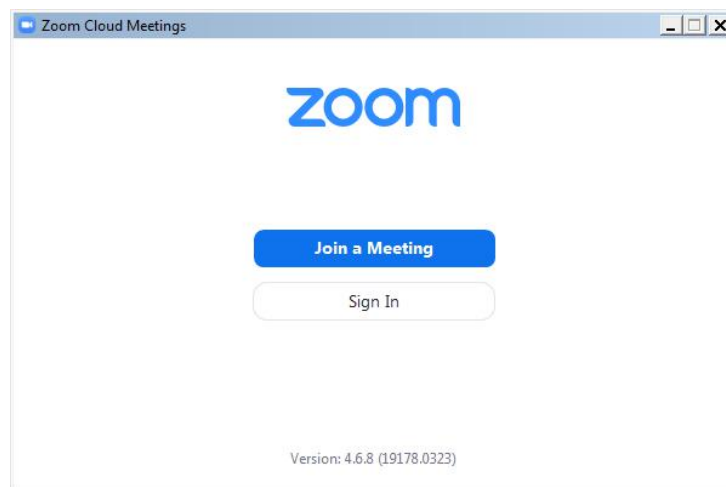 Zoom Cloud Meetings
zoom
Join a Meeting
Sign In
Version: 4.6.8 (19178.0323)